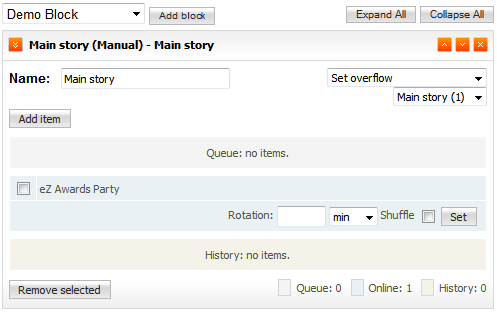 Demo Block Add block Expand All Collapse All
Main story (Manual) - Main story
Name: Main story Set overflow
Main story (1)
Add item
Queue: no items.
eZ Awards Party
Rotation: min Shuffle Set
History: no items.
Remove selected Queue: 0 Online: 1 History: 0